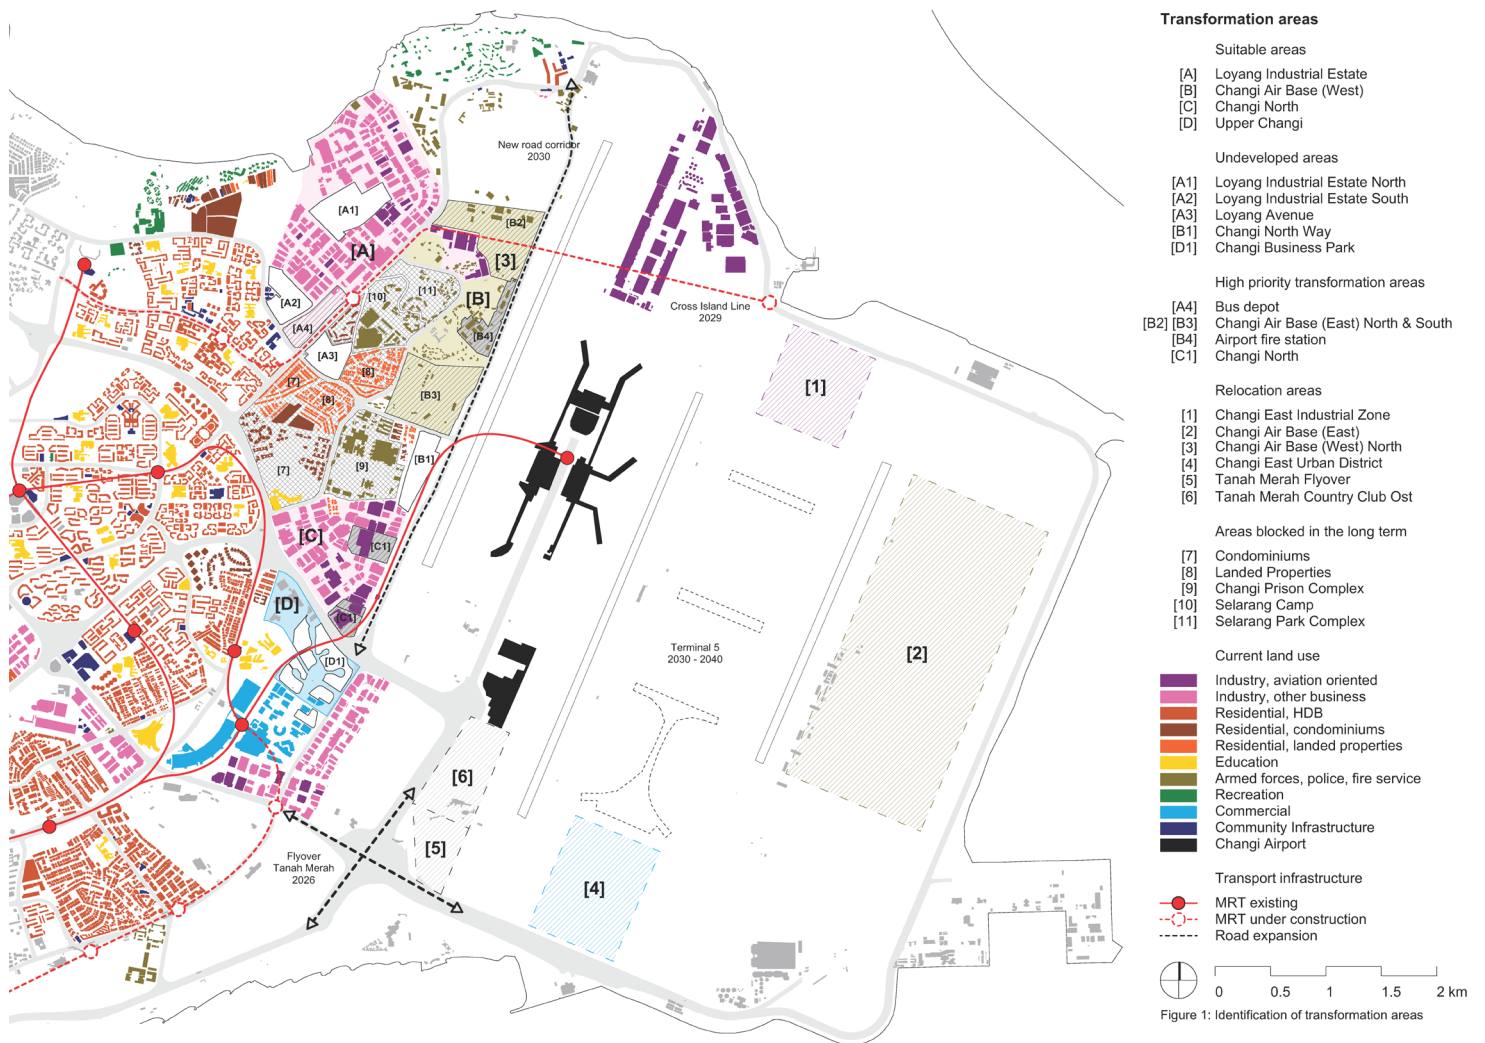 New road corridor
2030
[A1]
[B2]
[A]
[3]
[10]
[11]
[B]
[A2]
[A4]
[B4]
Cross Island Line
2029
[A3]
[7]
[8]
[8]
[B3]
[1]
[7]
[9]
[B1]
[C]
[C1]
[D]
[C1]
[D1]
Terminal 5
2030 - 2040
[2]
[6]
[5]
Flyover
Tanah Merah
2026
[4]
Transformation areas
Suitable areas
[A] Loyang Industrial Estate
[B] Changi Air Base (West)
[C] Changi North
[D] Upper Changi
Undeveloped areas
[A1] Loyang Industrial Estate North
[A2] Loyang Industrial Estate South
[A3] Loyang Avenue
[B1] Changi North Way
[D1] Changi Business Park
High priority transformation areas
[A4] Bus depot
[B2] [B3] Changi Air Base (East) North & South
[B4] Airport fire station
[C1] Changi North
Relocation areas
[1] Changi East Industrial Zone
[2] Changi Air Base (East)
[3] Changi Air Base (West) North
[4] Changi East Urban District
[5] Tanah Merah Flyover
[6] Tanah Merah Country Club Ost
Areas blocked in the long term
[7] Condominiums
[8] Landed Properties
[9] Changi Prison Complex
[10] Selarang Camp
[11] Selarang Park Complex
Current land use
Industry, aviation oriented
Industry, other business
Residential, HDB
Residential, condominiums
Residential, landed properties
Education
Armed forces, police, fire service
Recreation
Commercial
Community Infrastructure
Changi Airport
Transport infrastructure
MRT existing
MRT under construction
Road expansion
0 0.5 1 1.5 2 km
Figure 1: Identification of transformation areas